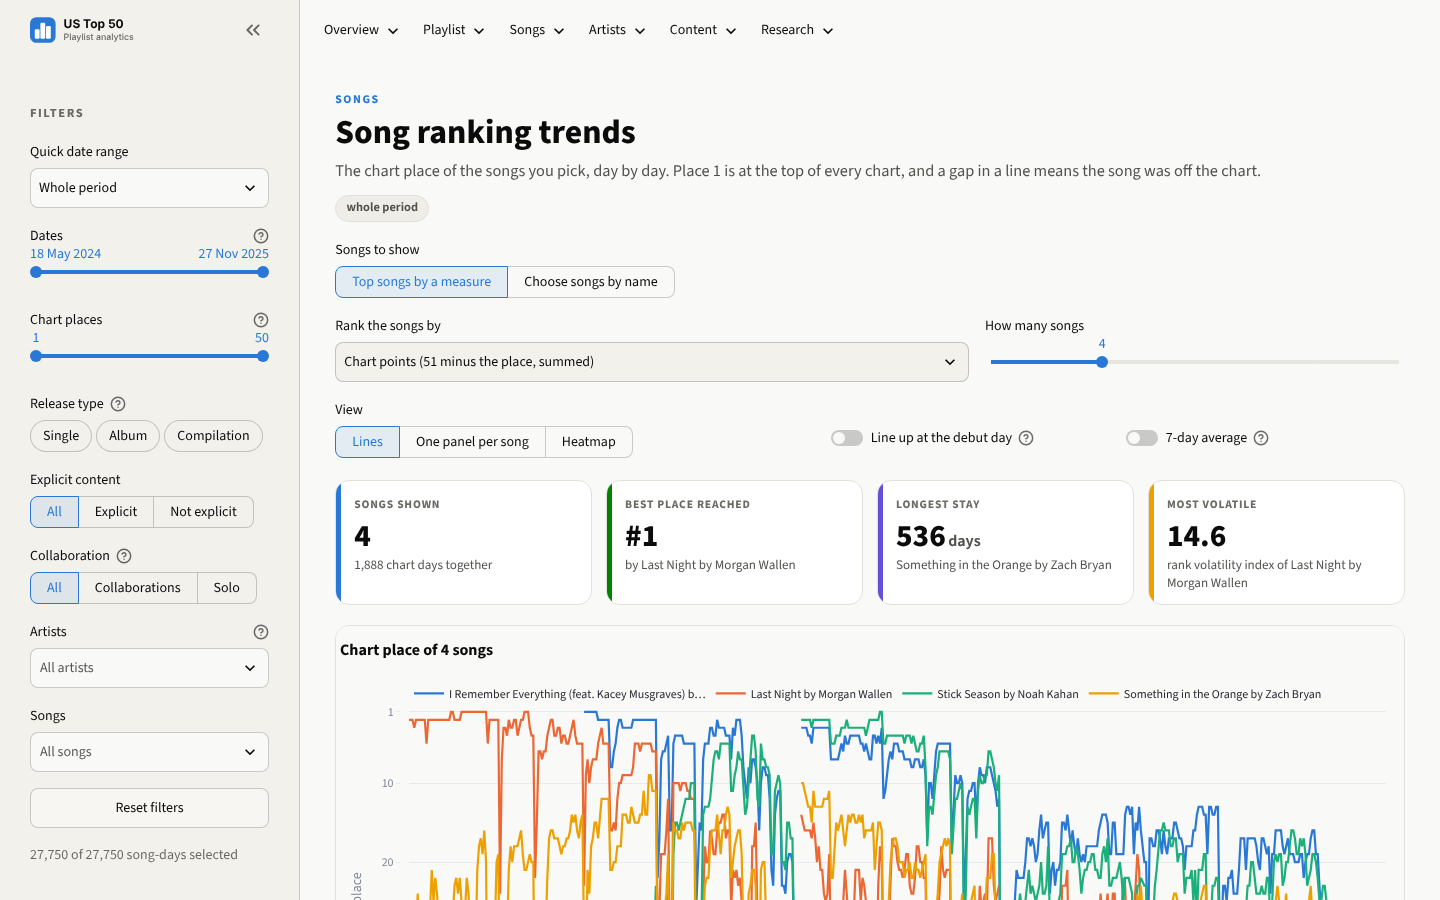 US Top 50
Playlist analytics
Overview
Playlist
Songs
Artists
Content
Research
FILTERS
Quick date range
Whole period
Dates
18 May 2024
27 Nov 2025
Chart places
1
50
Release type
Single
Album
Compilation
Explicit content
All
Explicit
Not explicit
Collaboration
All
Collaborations
Solo
Artists
All artists
Songs
All songs
Reset filters
27,750 of 27,750 song-days selected
SONGS
Song ranking trends
The chart place of the songs you pick, day by day. Place 1 is at the top of every chart, and a gap in a line means the song was off the chart.
whole period
Songs to show
Top songs by a measure
Choose songs by name
Rank the songs by
Chart points (51 minus the place, summed)
How many songs
4
View
Lines
One panel per song
Heatmap
Line up at the debut day
7-day average
SONGS SHOWN
4
1,888 chart days together
BEST PLACE REACHED
#1
by Last Night by Morgan Wallen
LONGEST STAY
536 days
Something in the Orange by Zach Bryan
MOST VOLATILE
14.6
rank volatility index of Last Night by
Morgan Wallen
Chart place of 4 songs
I Remember Everything (feat. Kacey Musgraves) b…
Last Night by Morgan Wallen
Stick Season by Noah Kahan
Something in the Orange by Zach Bryan
1
10
20
place